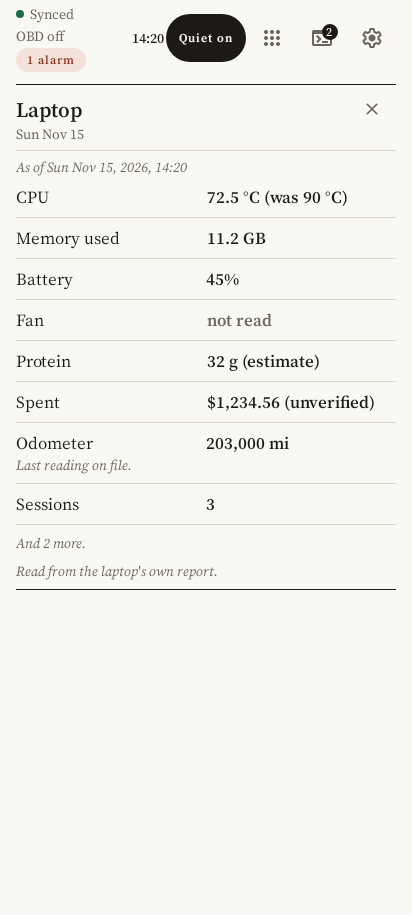 Synced
OBD off
1 alarm
14:20
Quiet on
2
Laptop
Sun Nov 15
As of Sun Nov 15, 2026, 14:20
CPU 72.5 °C (was 90 °C)
Memory used 11.2 GB
Battery 45%
Fan not read
Protein 32 g (estimate)
Spent $1,234.56 (unverified)
Odometer 203,000 mi
Last reading on file.
Sessions 3
And 2 more.
Read from the laptop's own report.